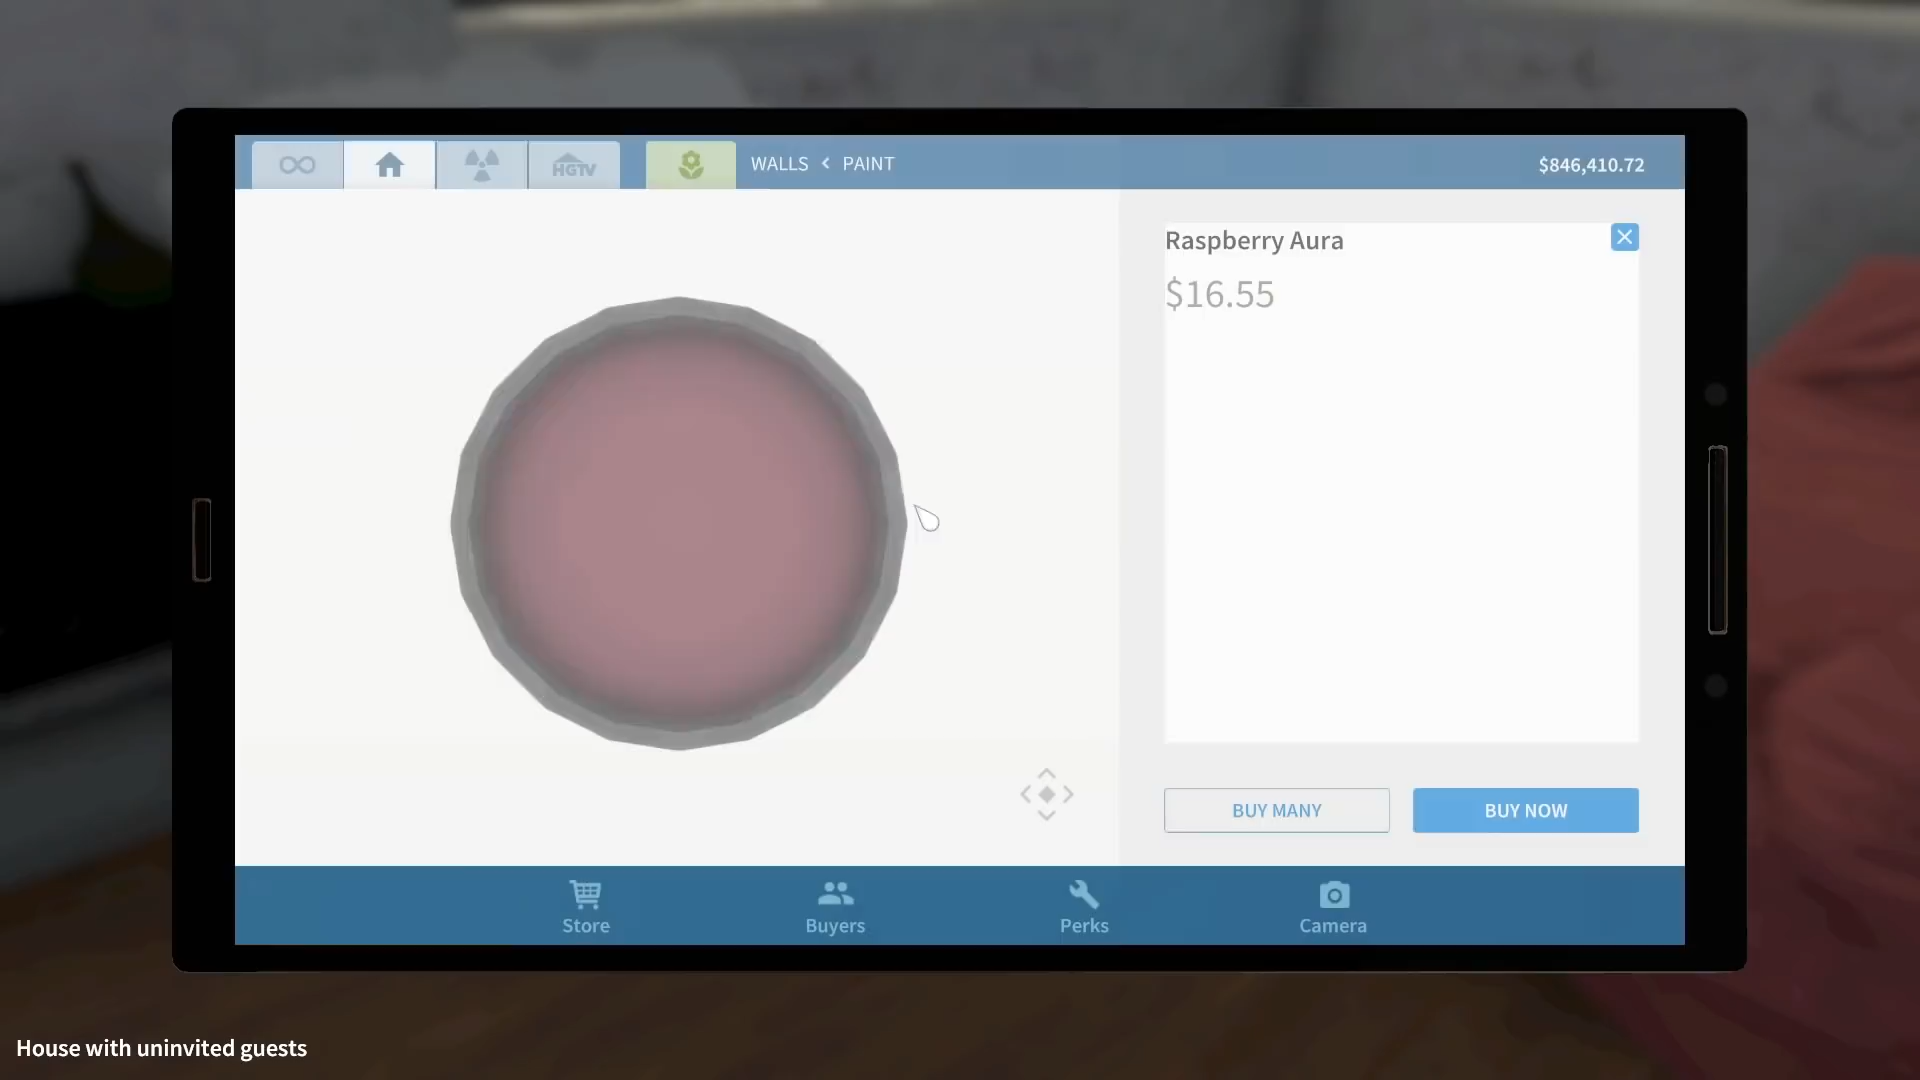 HGTV
WALLS < PAINT
$846,410.72
Raspberry Aura
$16.55
BUY MANY
BUY NOW
Store
Buyers
Perks
Camera
House with uninvited guests